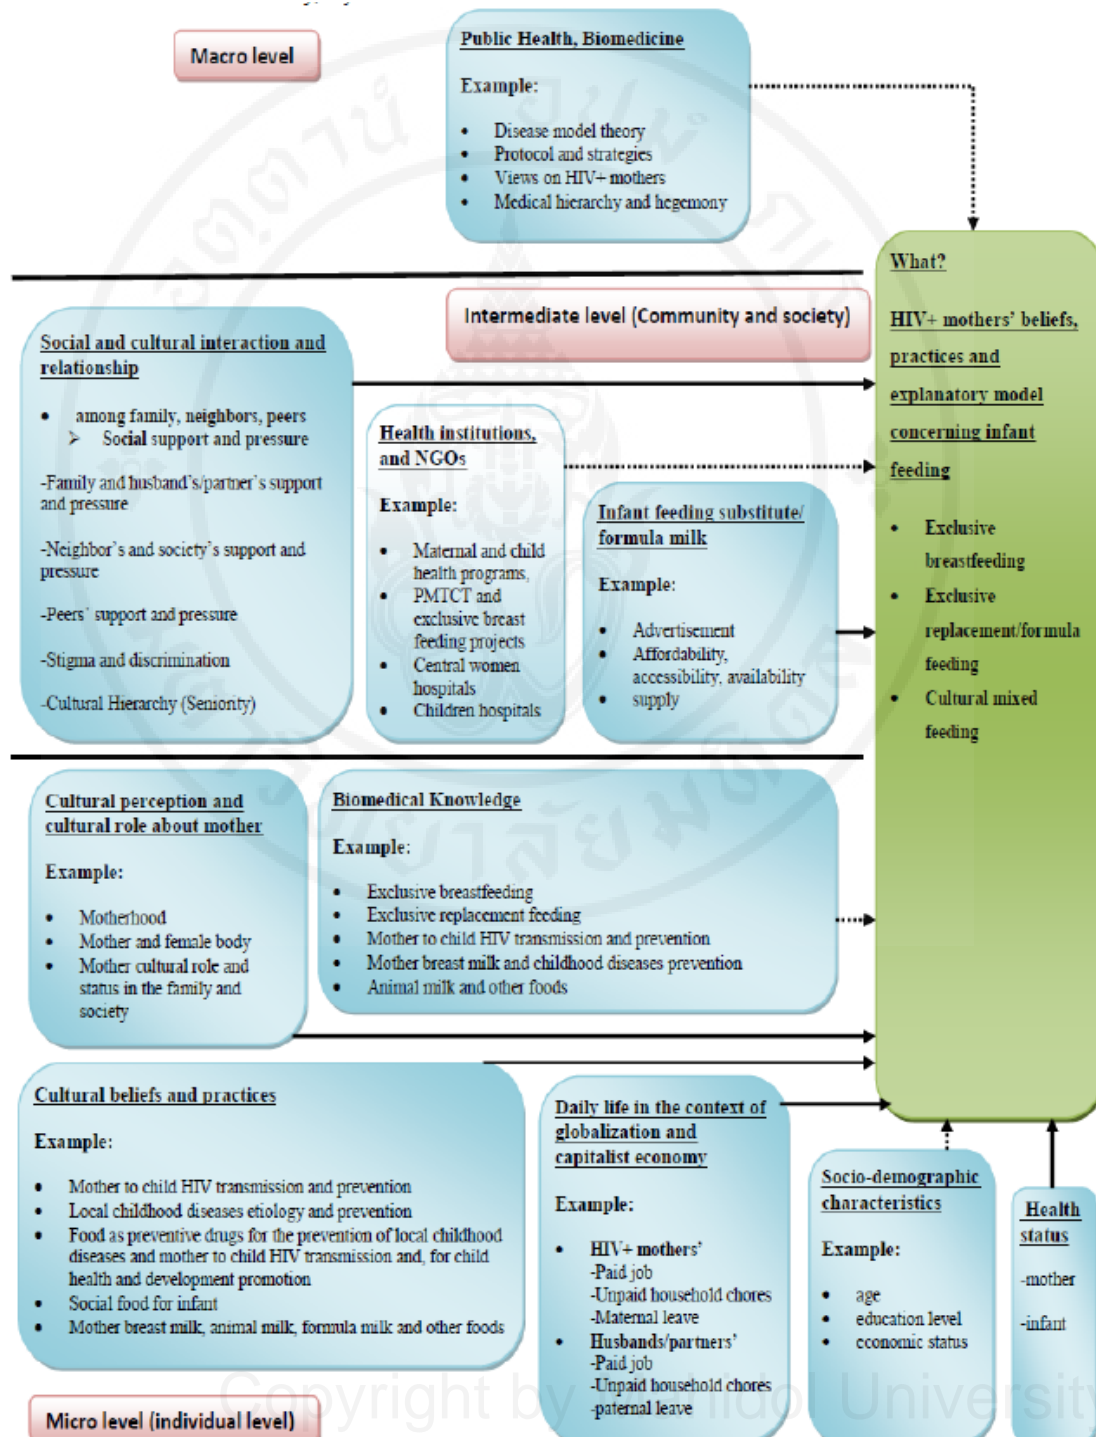 Macro level
Public Health, Biomedicine
Example:
• Disease model theory
• Protocol and strategies
• Views on HIV+ mothers
• Medical hierarchy and hegemony
Intermediate level (Community and society)
Social and cultural interaction and
relationship
• among family, neighbors, peers
➢ Social support and pressure
-Family and husband's/partner's support
and pressure
-Neighbor's and society's support and
pressure
-Peers' support and pressure
-Stigma and discrimination
-Cultural Hierarchy (Seniority)
Health institutions,
and NGOs
Example:
• Maternal and child
health programs,
• PMTCT and
exclusive breast
feeding projects
• Central women
hospitals
• Children hospitals
Infant feeding substitute/
formula milk
Example:
• Advertisement
• Affordability,
accessibility, availability
• supply
What?
HIV+ mothers' beliefs,
practices and
explanatory model
concerning infant
feeding
• Exclusive
breastfeeding
• Exclusive
replacement/formula
feeding
• Cultural mixed
feeding
Cultural perception and
cultural role about mother
Example:
• Motherhood
• Mother and female body
• Mother cultural role and
status in the family and
society
Biomedical Knowledge
Example:
• Exclusive breastfeeding
• Exclusive replacement feeding
• Mother to child HIV transmission and prevention
• Mother breast milk and childhood diseases prevention
• Animal milk and other foods
Cultural beliefs and practices
Example:
• Mother to child HIV transmission and prevention
• Local childhood diseases etiology and prevention
• Food as preventive drugs for the prevention of local childhood
diseases and mother to child HIV transmission and, for child
health and development promotion
• Social food for infant
• Mother breast milk, animal milk, formula milk and other foods
Daily life in the context of
globalization and
capitalist economy
Example:
• HIV+ mothers'
-Paid job
-Unpaid household chores
-Maternal leave
• Husbands/partners'
-Paid job
-Unpaid household chores
-paternal leave
Socio-demographic
characteristics
Example:
• age
• education level
• economic status
Health
status
-mother
-infant
Micro level (individual level)
Copyright by Mahidol University